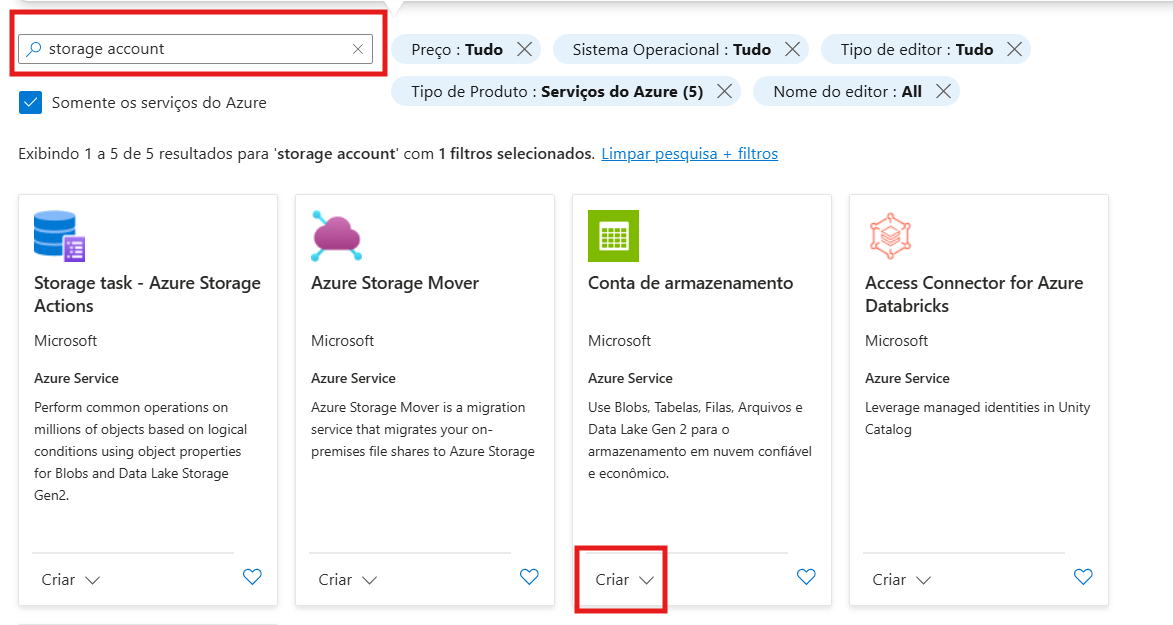 storage account
Preço : Tudo
Sistema Operacional : Tudo
Tipo de editor : Tudo
Somente os serviços do Azure
Tipo de Produto : Serviços do Azure (5)
Nome do editor : All
Exibindo 1 a 5 de 5 resultados para 'storage account' com 1 filtros selecionados. Limpar pesquisa + filtros
Storage task - Azure Storage
Actions
Microsoft
Azure Service
Perform common operations on
millions of objects based on logical
conditions using object properties
for Blobs and Data Lake Storage
Gen2.
Criar
Azure Storage Mover
Microsoft
Azure Service
Azure Storage Mover is a migration
service that migrates your on-
premises file shares to Azure Storage
Criar
Conta de armazenamento
Microsoft
Azure Service
Use Blobs, Tabelas, Filas, Arquivos e
Data Lake Gen 2 para o
armazenamento em nuvem confiável
e econômico.
Criar
Access Connector for Azure
Databricks
Microsoft
Azure Service
Leverage managed identities in Unity
Catalog
Criar